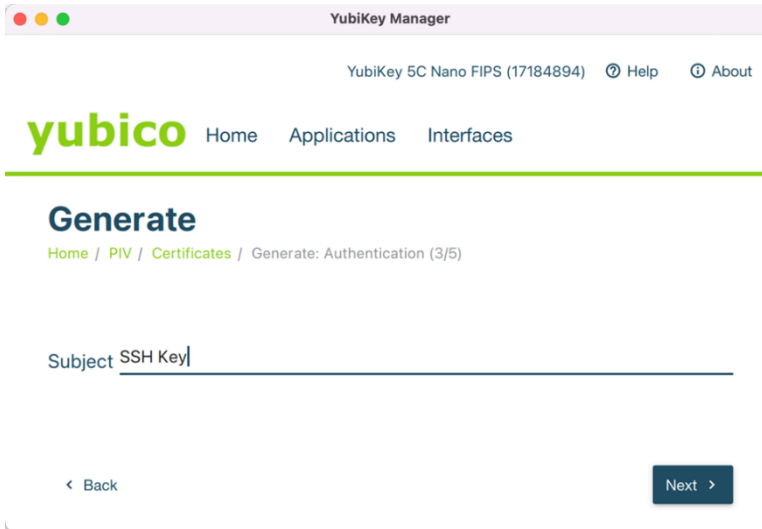 YubiKey Manager
YubiKey 5C Nano FIPS (17184894) Help About
yubico Home Applications Interfaces
Generate
Home / PIV / Certificates / Generate: Authentication (3/5)
Subject SSH Key
Back Next